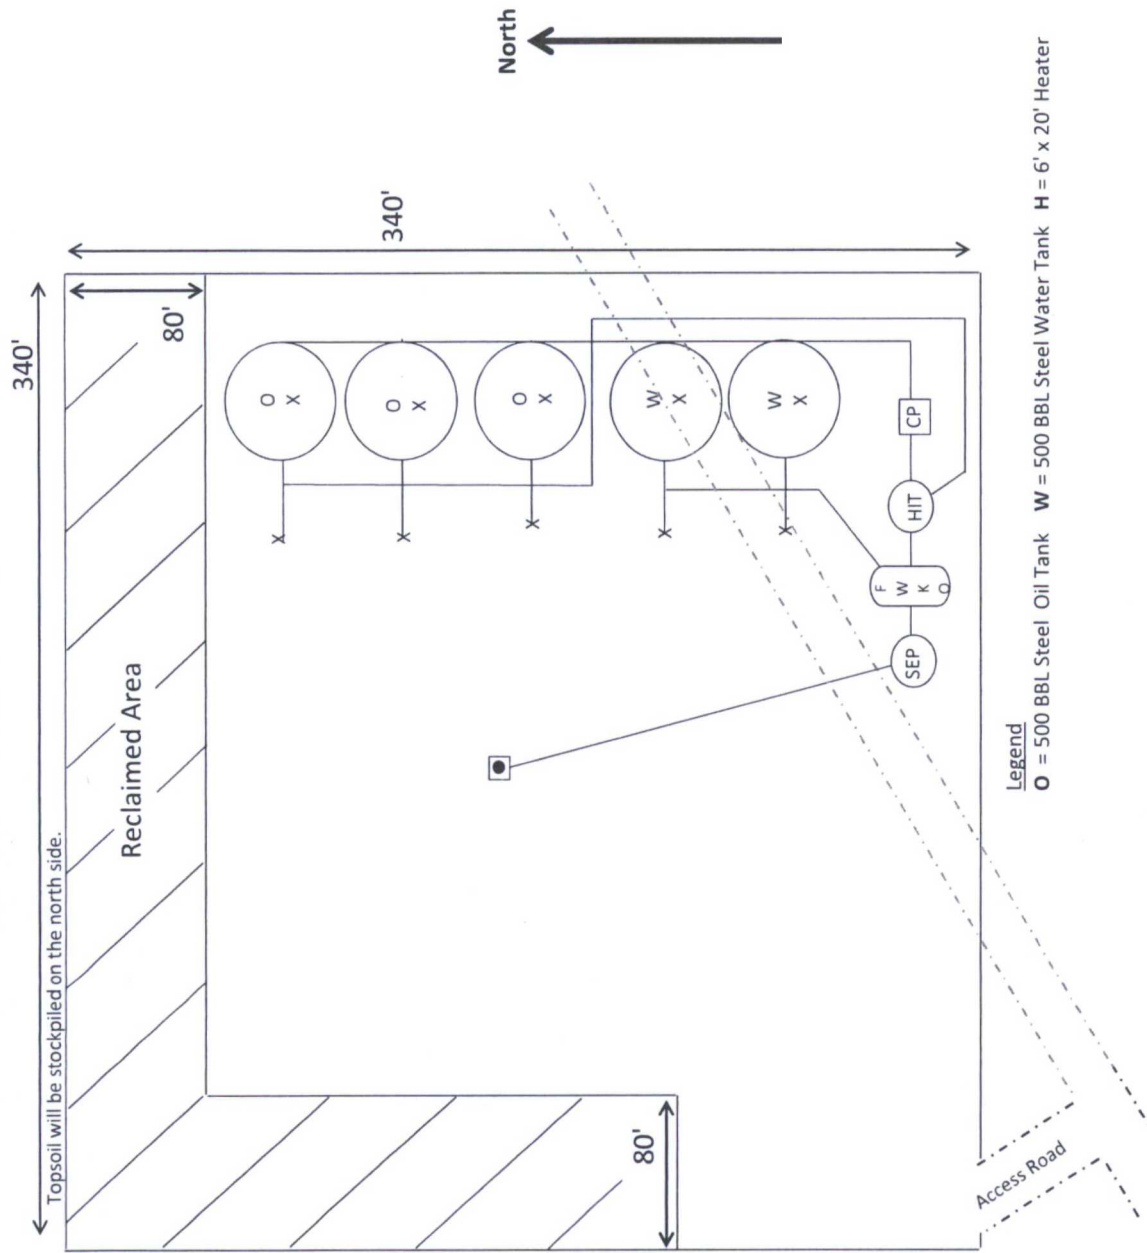 340'
Topsoil will be stockpiled on the north side.
80'
Reclaimed Area
North
340'
O
X
X
O
X
X
O
X
X
W
X
X
W
X
X
80'
SEP
F
W
K
O
HIT
CP
Access Road
Legend
O = 500 BBL Steel Oil Tank W = 500 BBL Steel Water Tank H = 6' x 20' Heater